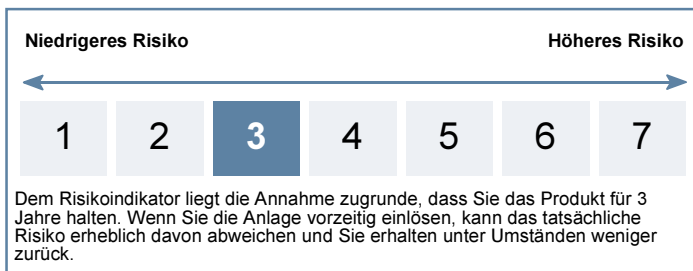 Niedrigeres Risiko Höheres Risiko
1 2 3 4 5 6 7
Dem Risikoindikator liegt die Annahme zugrunde, dass Sie das Produkt für 3
Jahre halten. Wenn Sie die Anlage vorzeitig einlösen, kann das tatsächliche
Risiko erheblich davon abweichen und Sie erhalten unter Umständen weniger
zurück.